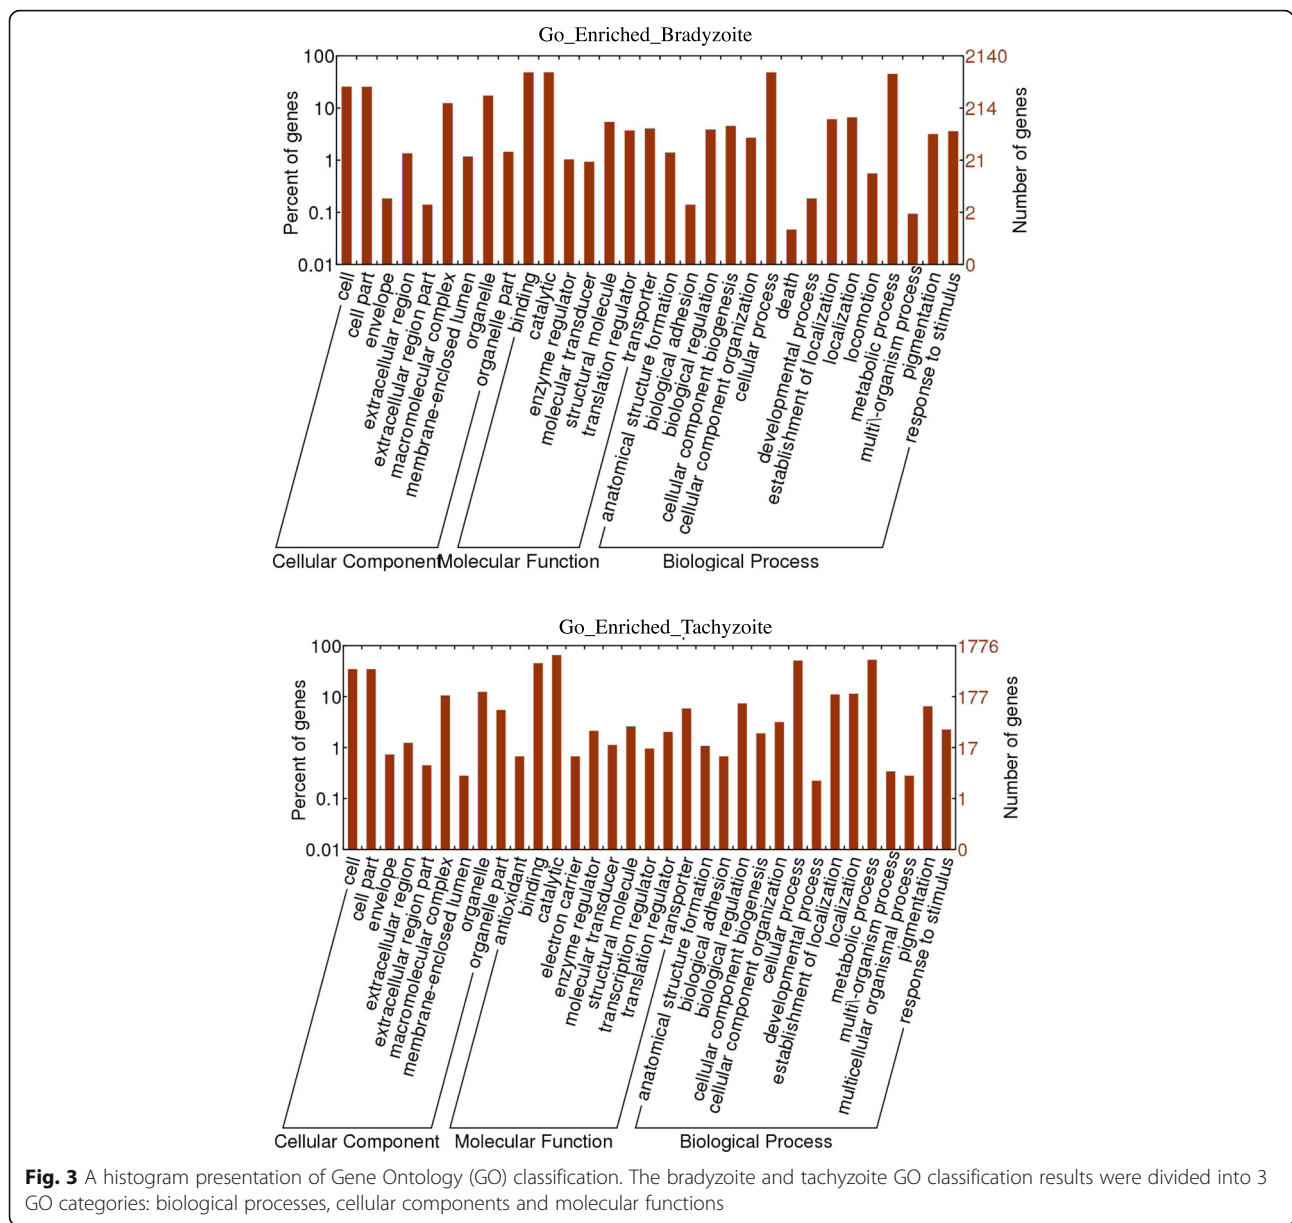 Go_Enriched_Bradyzoite
100
10
1
0.1
0.01
Percent of genes
2140
214
21
2
0
Number of genes
cell
cell part
envelope
extracellular region
extracellular region part
macromolecular complex
membrane-enclosed lumen
organelle
organelle part
binding
catalytic
enzyme regulator
molecular transducer
structural molecule
translation regulator
transporter
anatomical structure formation
biological adhesion
biological regulation
cellular component biogenesis
cellular component organization
cellular process
death
developmental process
establishment of localization
localization
locomotion
metabolic process
multi\-organism process
pigmentation
response to stimulus
Cellular Component
Molecular Function
Biological Process
Go_Enriched_Tachyzoite
100
10
1
0.1
0.01
Percent of genes
1776
177
17
1
0
Number of genes
cell
cell part
envelope
extracellular region
extracellular region part
macromolecular complex
membrane-enclosed lumen
organelle
organelle part
antioxidant
binding
catalytic
electron carrier
enzyme regulator
molecular transducer
structural molecule
transcription regulator
translation regulator
transporter
anatomical structure formation
biological adhesion
biological regulation
cellular component biogenesis
cellular component organization
cellular process
developmental process
establishment of localization
localization
metabolic process
multi\-organism process
multicellular organismal process
pigmentation
response to stimulus
Cellular Component
Molecular Function
Biological Process
Fig. 3 A histogram presentation of Gene Ontology (GO) classification. The bradyzoite and tachyzoite GO classification results were divided into 3
GO categories: biological processes, cellular components and molecular functions